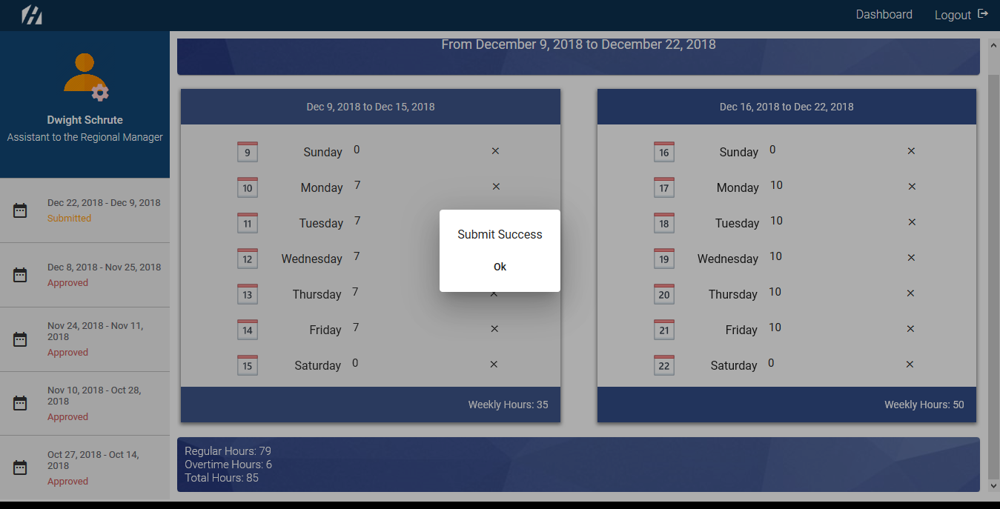 Dashboard
Logout
Dwight Schrute
Assistant to the Regional Manager
Dec 22, 2018 - Dec 9, 2018
Submitted
Dec 8, 2018 - Nov 25, 2018
Approved
Nov 24, 2018 - Nov 11,
2018
Approved
Nov 10, 2018 - Oct 28,
2018
Approved
Oct 27, 2018 - Oct 14,
2018
Approved
From December 9, 2018 to December 22, 2018
Dec 9, 2018 to Dec 15, 2018
9 Sunday 0
10 Monday 7
11 Tuesday 7
12 Wednesday 7
13 Thursday 7
14 Friday 7
15 Saturday 0
Weekly Hours: 35
Dec 16, 2018 to Dec 22, 2018
16 Sunday 0
17 Monday 10
18 Tuesday 10
19 Wednesday 10
20 Thursday 10
21 Friday 10
22 Saturday 0
Weekly Hours: 50
Submit Success
Ok
Regular Hours: 79
Overtime Hours: 6
Total Hours: 85